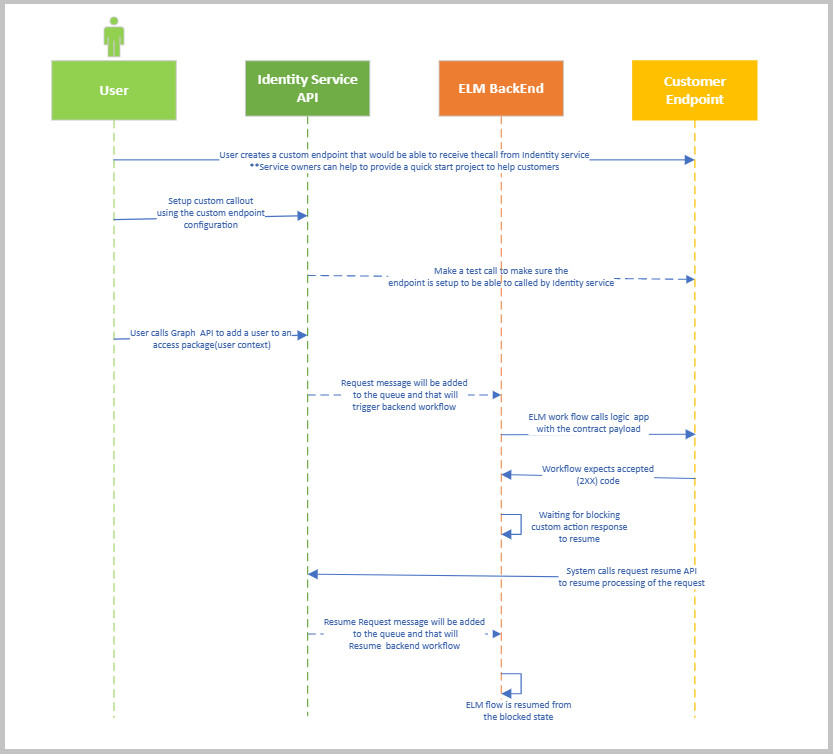 User
Identity Service
API
ELM BackEnd
Customer
Endpoint
User creates a custom endpoint that would be able to receive thecall from Indentity service
**Service owners can help to provide a quick start project to help customers
Setup custom callout
using the custom endpoint
configuration
Make a test call to make sure the
endpoint is setup to be able to called by Identity service
User calls Graph API to add a user to an
access package(user context)
Request message will be added
to the queue and that will
trigger backend workflow
ELM work flow calls logic app
with the contract payload
Workflow expects accepted
(2XX) code
Waiting for blocking
custom action response
to resume
System calls request resume API
to resume processing of the request
Resume Request message will be added
to the queue and that will
Resume backend workflow
ELM flow is resumed from
the blocked state